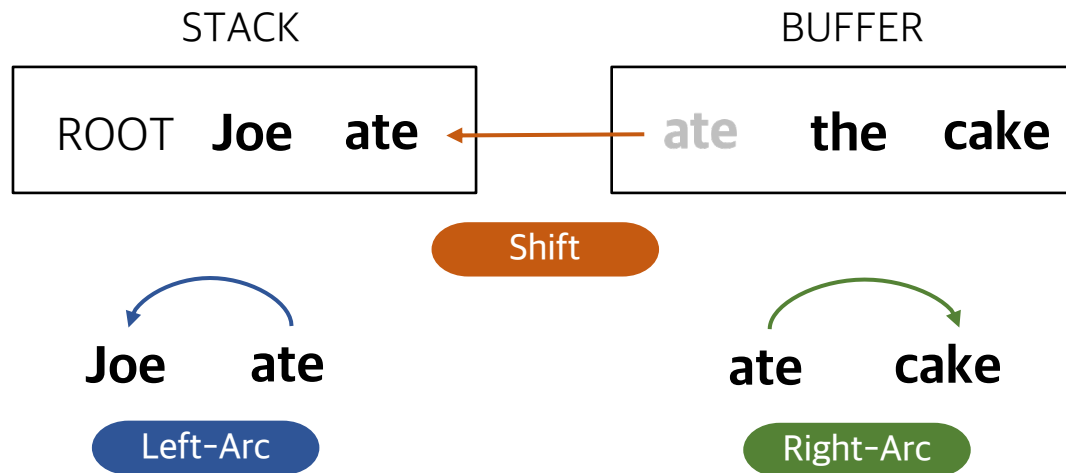 STACK BUFFER
ROOT Joe ate ate the cake
Shift
Joe ate ate cake
Left-Arc Right-Arc